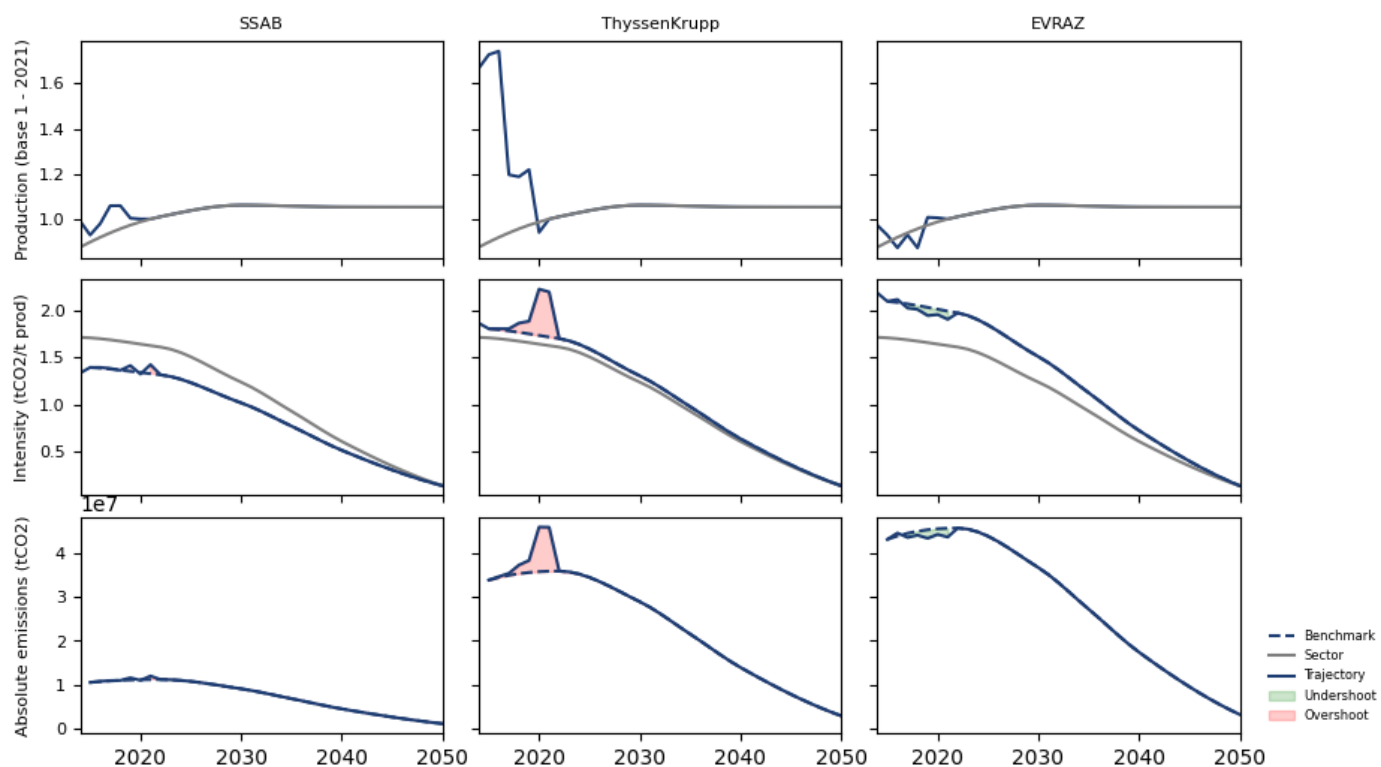 SSAB
ThyssenKrupp
EVRAZ
Production (base 1 - 2021)
1.6
1.4
1.2
1.0
Intensity (tCO2/t prod)
2.0
1.5
1.0
0.5
1e7
Absolute emissions (tCO2)
4
3
2
1
0
2020 2030 2040 2050
2020 2030 2040 2050
2020 2030 2040 2050
Benchmark
Sector
Trajectory
Undershoot
Overshoot